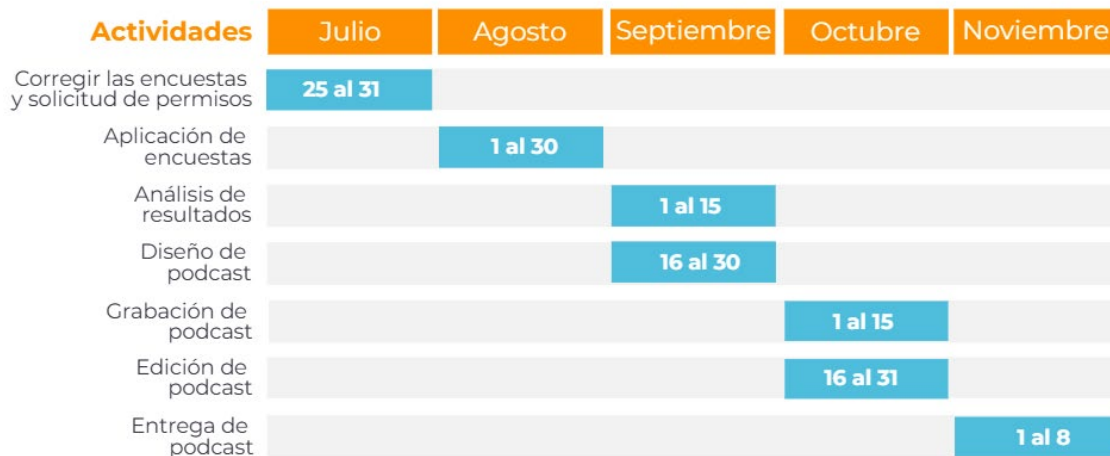 Actividades Julio Agosto Septiembre Octubre Noviembre
Corregir las encuestas
y solicitud de permisos
25 al 31
Aplicación de
encuestas
1 al 30
Análisis de
resultados
1 al 15
Diseño de
podcast
16 al 30
Grabación de
podcast
1 al 15
Edición de
podcast
16 al 31
Entrega de
podcast
1 al 8